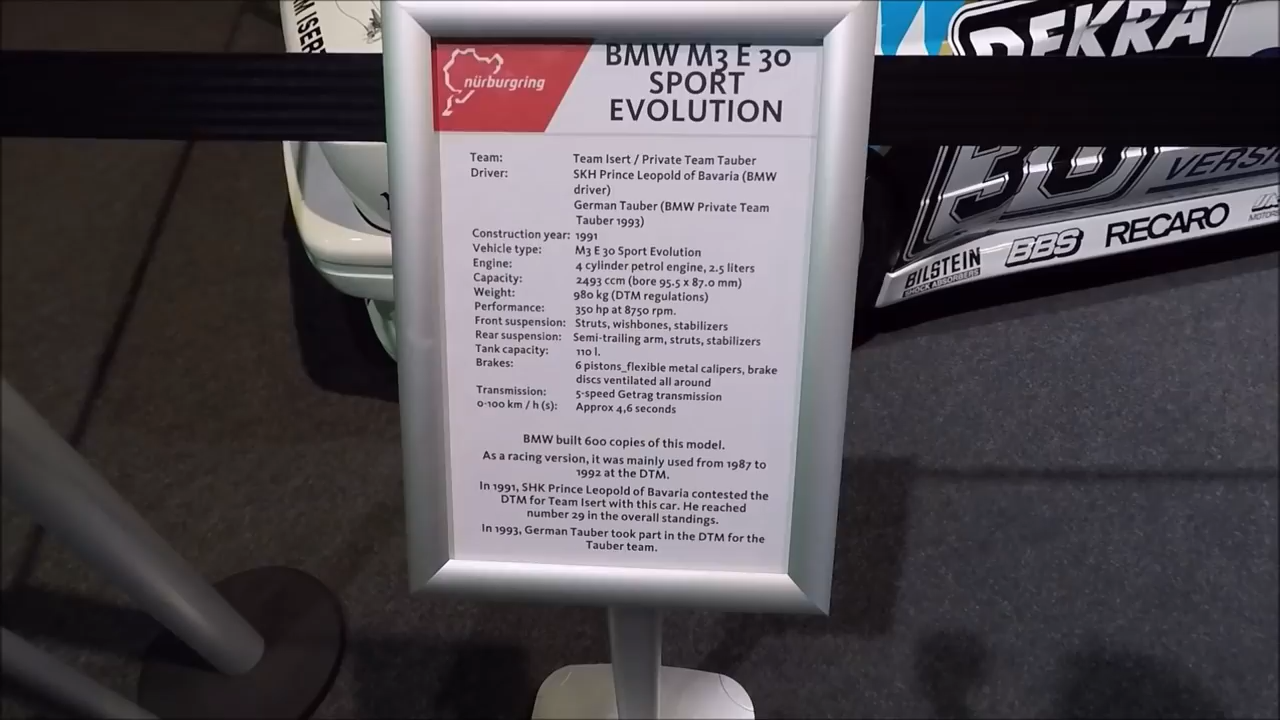 M ISER
DEKRA
nürburgring
BMW M3 E 30
SPORT
EVOLUTION
Team: Team Isert / Private Team Tauber
Driver: SKH Prince Leopold of Bavaria (BMW
driver)
German Tauber (BMW Private Team
Tauber 1993)
Construction year: 1991
Vehicle type: M3 E 30 Sport Evolution
Engine: 4 cylinder petrol engine, 2.5 liters
Capacity: 2493 ccm (bore 95.5 x 87.0 mm)
Weight: 980 kg (DTM regulations)
Performance: 350 hp at 8750 rpm.
Front suspension: Struts, wishbones, stabilizers
Rear suspension: Semi-trailing arm, struts, stabilizers
Tank capacity: 110 l.
Brakes: 6 pistons_flexible metal calipers, brake
discs ventilated all around
Transmission: 5-speed Getrag transmission
0-100 km / h (s): Approx 4,6 seconds
BMW built 600 copies of this model.
As a racing version, it was mainly used from 1987 to
1992 at the DTM.
In 1991, SHK Prince Leopold of Bavaria contested the
DTM for Team Isert with this car. He reached
number 29 in the overall standings.
In 1993, German Tauber took part in the DTM for the
Tauber team.
30
VERSI
BILSTEIN
SHOCK ABSORBERS
BBS
RECARO